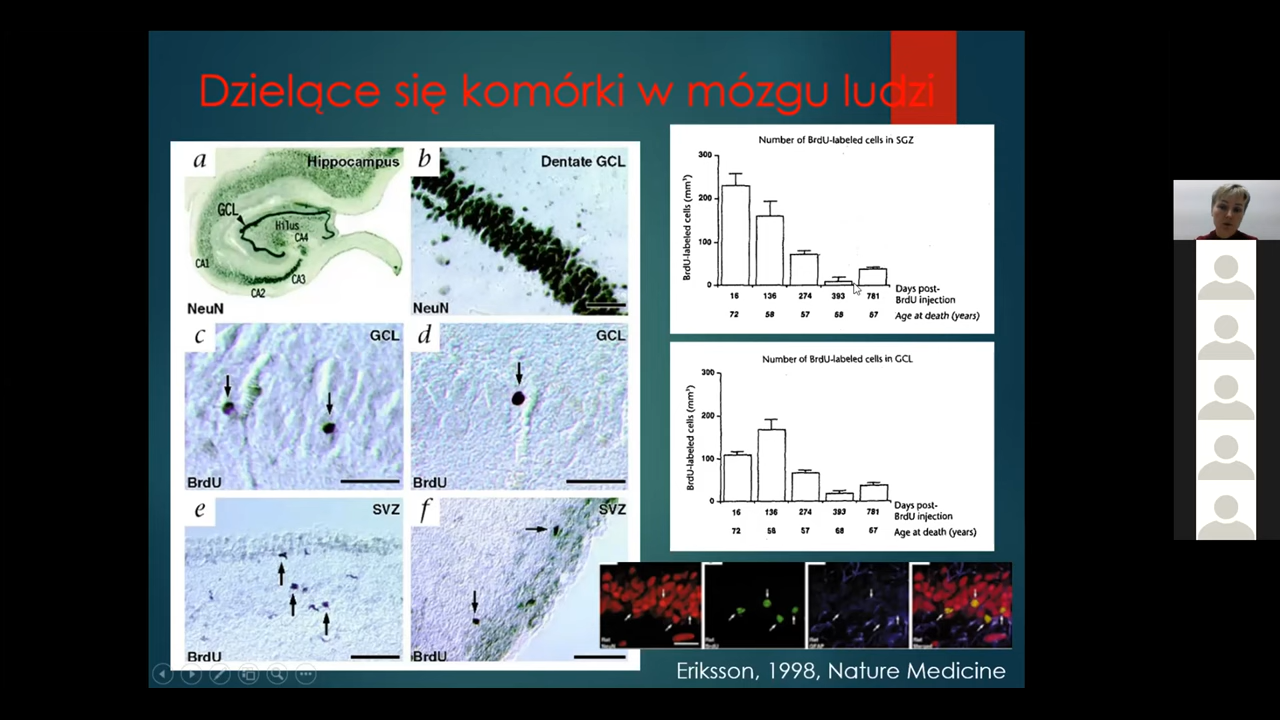 Dzielące się komórki w mózgu ludzi
a
Hippocampus
GCL
Hilus
CA4
CA1
CA3
CA2
NeuN
b
Dentate GCL
NeuN
c
GCL
BrdU
d
GCL
BrdU
e
SVZ
BrdU
f
SVZ
BrdU
Number of BrdU-labeled cells in SGZ
BrdU-labeled cells (mm³)
300
200
100
0
16 136 274 393 781
Days post-
BrdU injection
72 58 57 68 67
Age at death (years)
Number of BrdU-labeled cells in GCL
BrdU-labeled cells (mm³)
300
200
100
0
16 136 274 393 781
Days post-
BrdU injection
72 58 57 68 67
Age at death (years)
NeuN
BrdU
GFAP
Merged
Eriksson, 1998, Nature Medicine